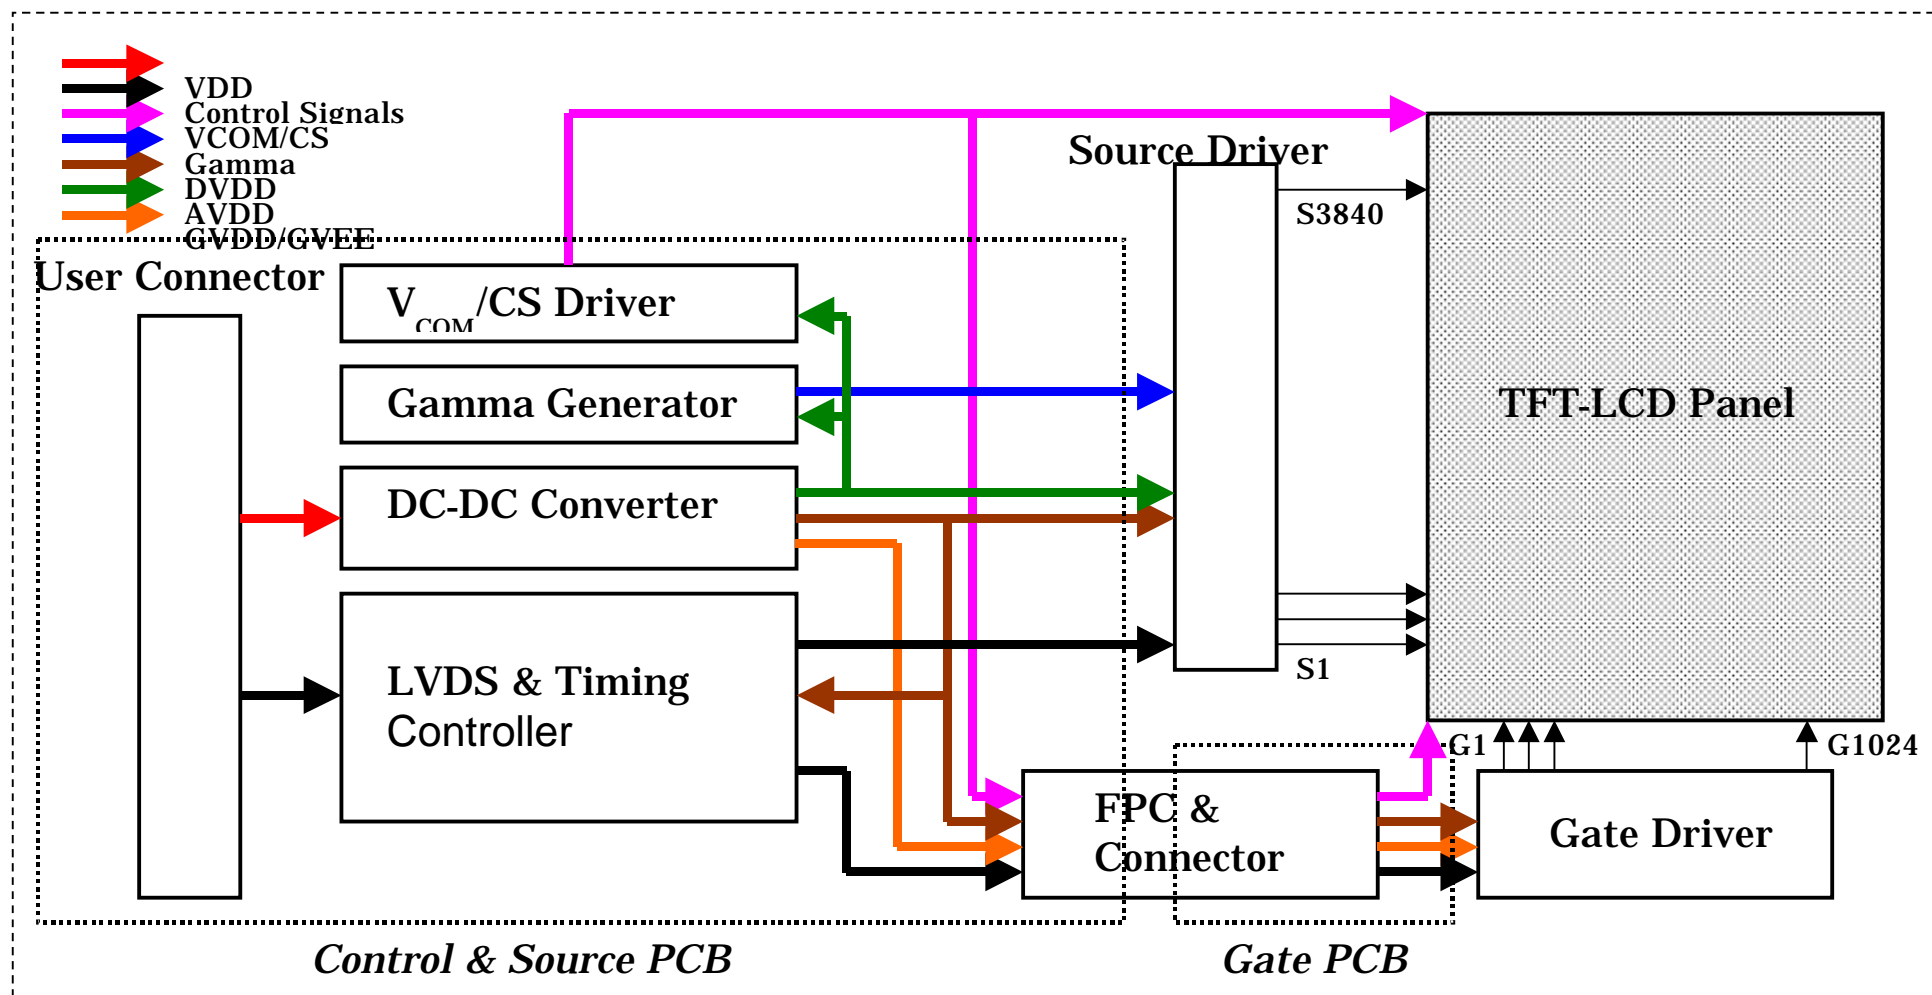 VDD
Control Signals
VCOM/CS
Gamma
DVDD
AVDD
GVDD/GVEE
User Connector
VCOM/CS Driver
Gamma Generator
DC-DC Converter
LVDS & Timing
Controller
Source Driver
S3840
S1
TFT-LCD Panel
G1
G1024
FPC &
Connector
Gate Driver
Control & Source PCB
Gate PCB